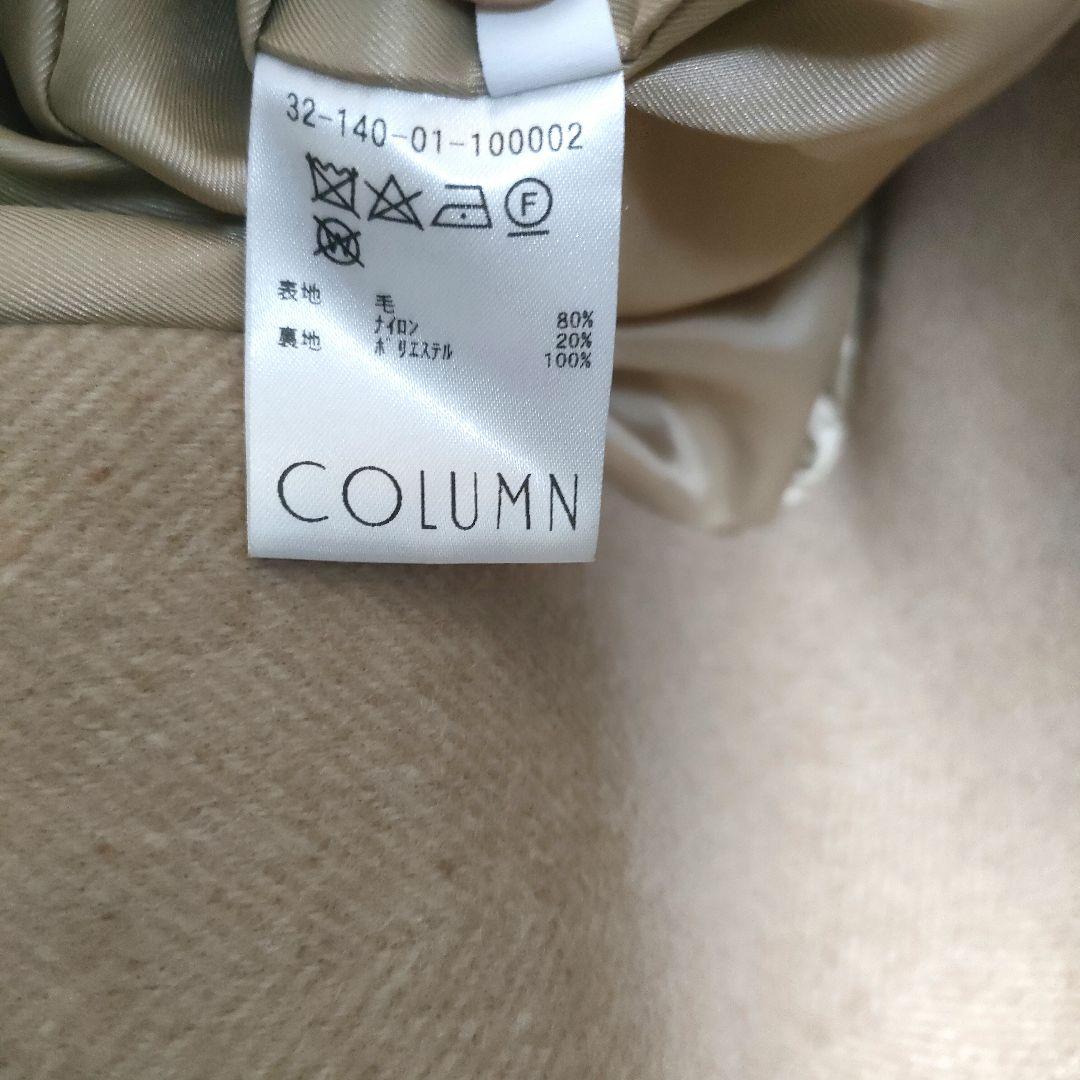 32-140-01-100002
F
W
表地 毛 80%
ナイロン 20%
裏地 ポリエステル 100%
COLUMN